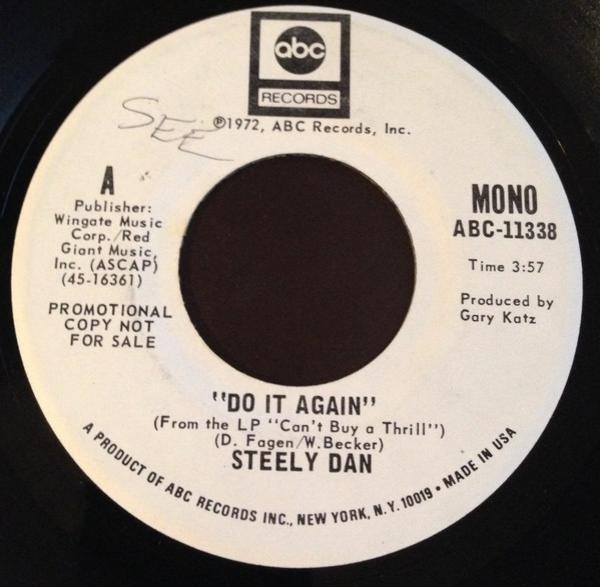 abc
RECORDS
SEE
℗1972, ABC Records, Inc.
A
Publisher:
Wingate Music
Corp./Red
Giant Music,
Inc. (ASCAP)
(45-16361)
PROMOTIONAL
COPY NOT
FOR SALE
MONO
ABC-11338
Time 3:57
Produced by
Gary Katz
"DO IT AGAIN"
(From the LP "Can't Buy a Thrill")
(D. Fagen/W.Becker)
STEELY DAN
A PRODUCT OF ABC RECORDS INC., NEW YORK, N.Y. 10019 • MADE IN USA